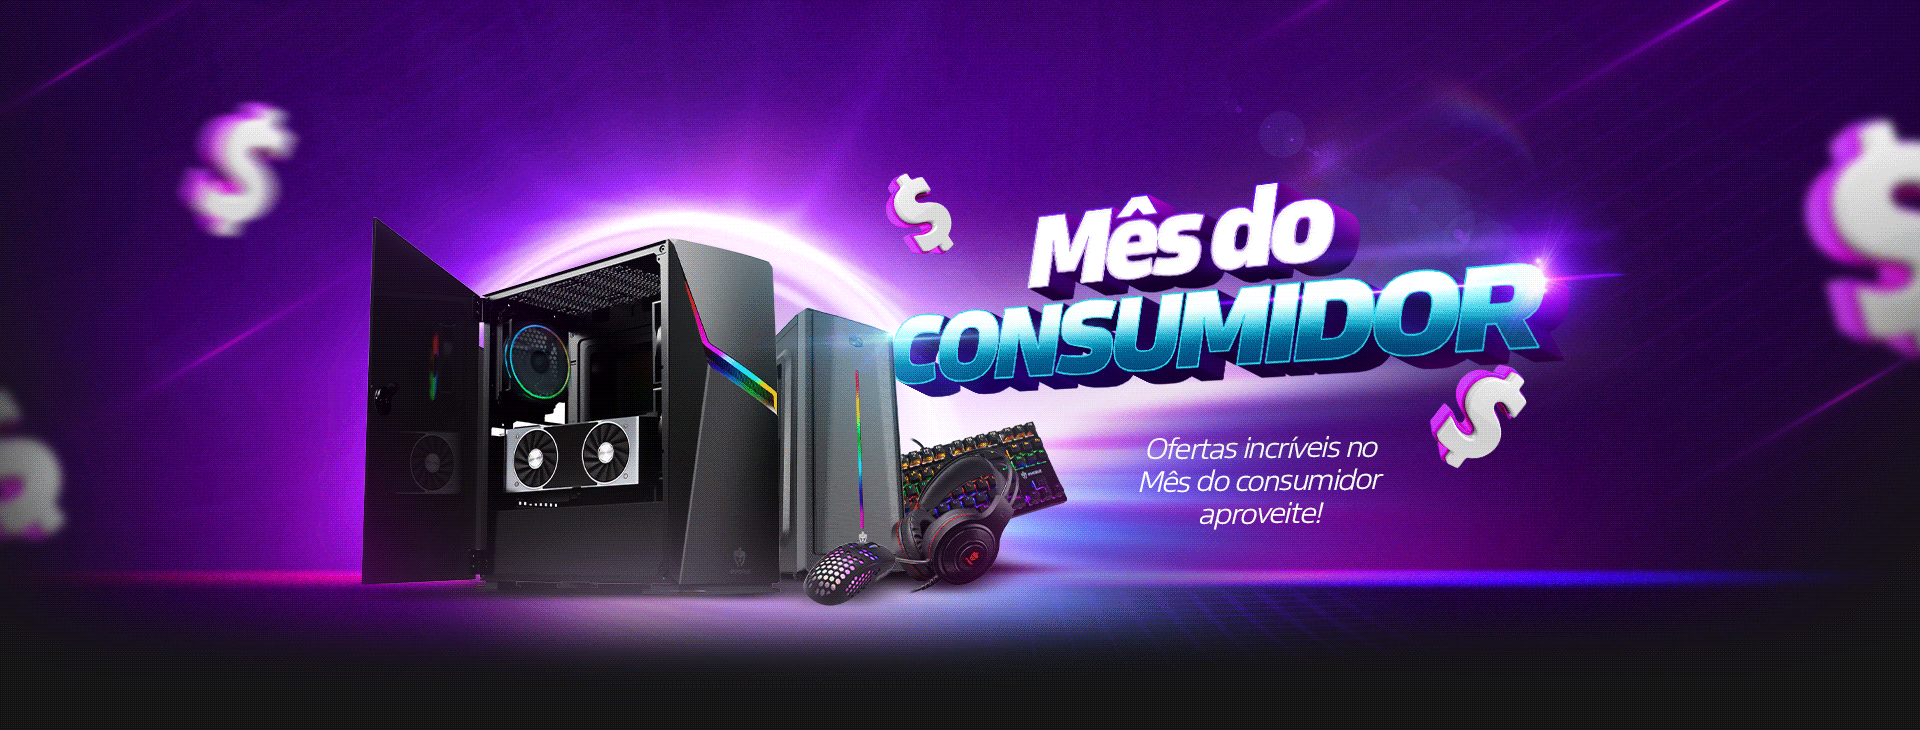 Mês do
CONSUMIDOR
Ofertas incríveis no
Mês do consumidor
aproveite!